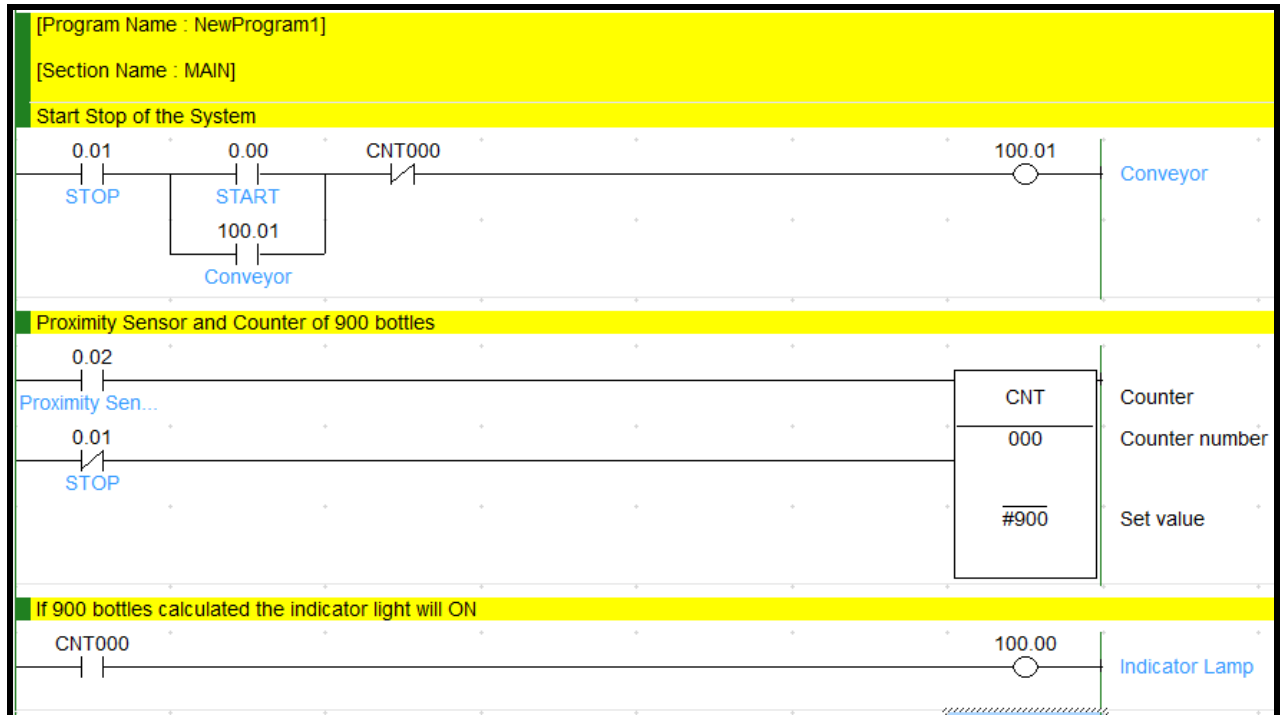 [Program Name : NewProgram1]
[Section Name : MAIN]
Start Stop of the System
0.01 0.00 CNT000 100.01
STOP START Conveyor
100.01
Conveyor
Proximity Sensor and Counter of 900 bottles
0.02
Proximity Sen...
CNT Counter
0.01 000 Counter number
STOP
#900 Set value
If 900 bottles calculated the indicator light will ON
CNT000 100.00
Indicator Lamp